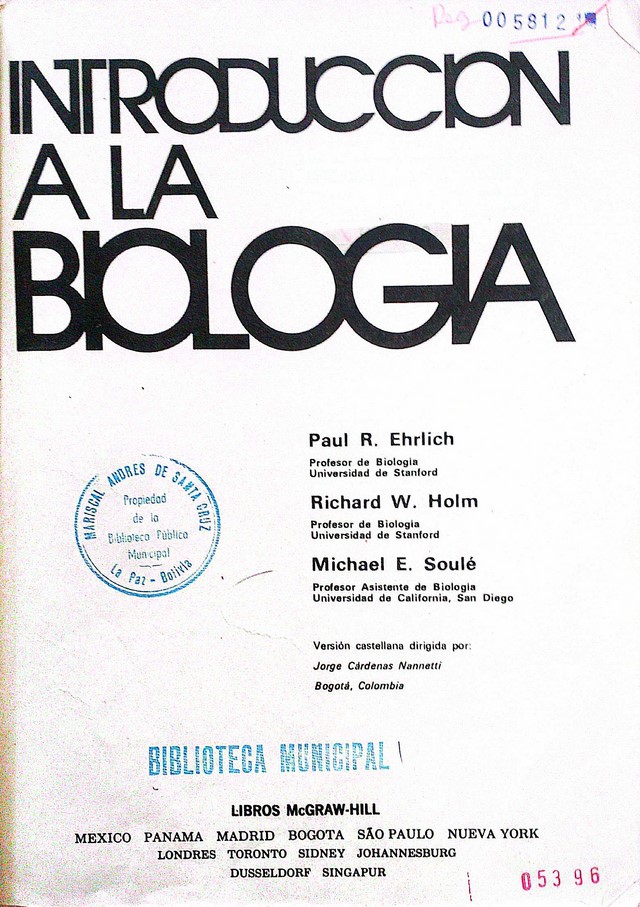 Reg 005812
INTRODUCCION
A LA
BIOLOGIA
Paul R. Ehrlich
Profesor de Biología
Universidad de Stanford
Richard W. Holm
Profesor de Biología
Universidad de Stanford
Michael E. Soulé
Profesor Asistente de Biología
Universidad de California, San Diego
MARISCAL ANDRES DE SANTA CRUZ
Propiedad
de la
Biblioteca Pública
Municipal
La Paz - Bolivia
Versión castellana dirigida por:
Jorge Cárdenas Nannetti
Bogotá, Colombia
BIBLIOTECA MUNICIPAL
LIBROS McGRAW-HILL
MEXICO PANAMA MADRID BOGOTA SÃO PAULO NUEVA YORK
LONDRES TORONTO SIDNEY JOHANNESBURG
DUSSELDORF SINGAPUR
05396